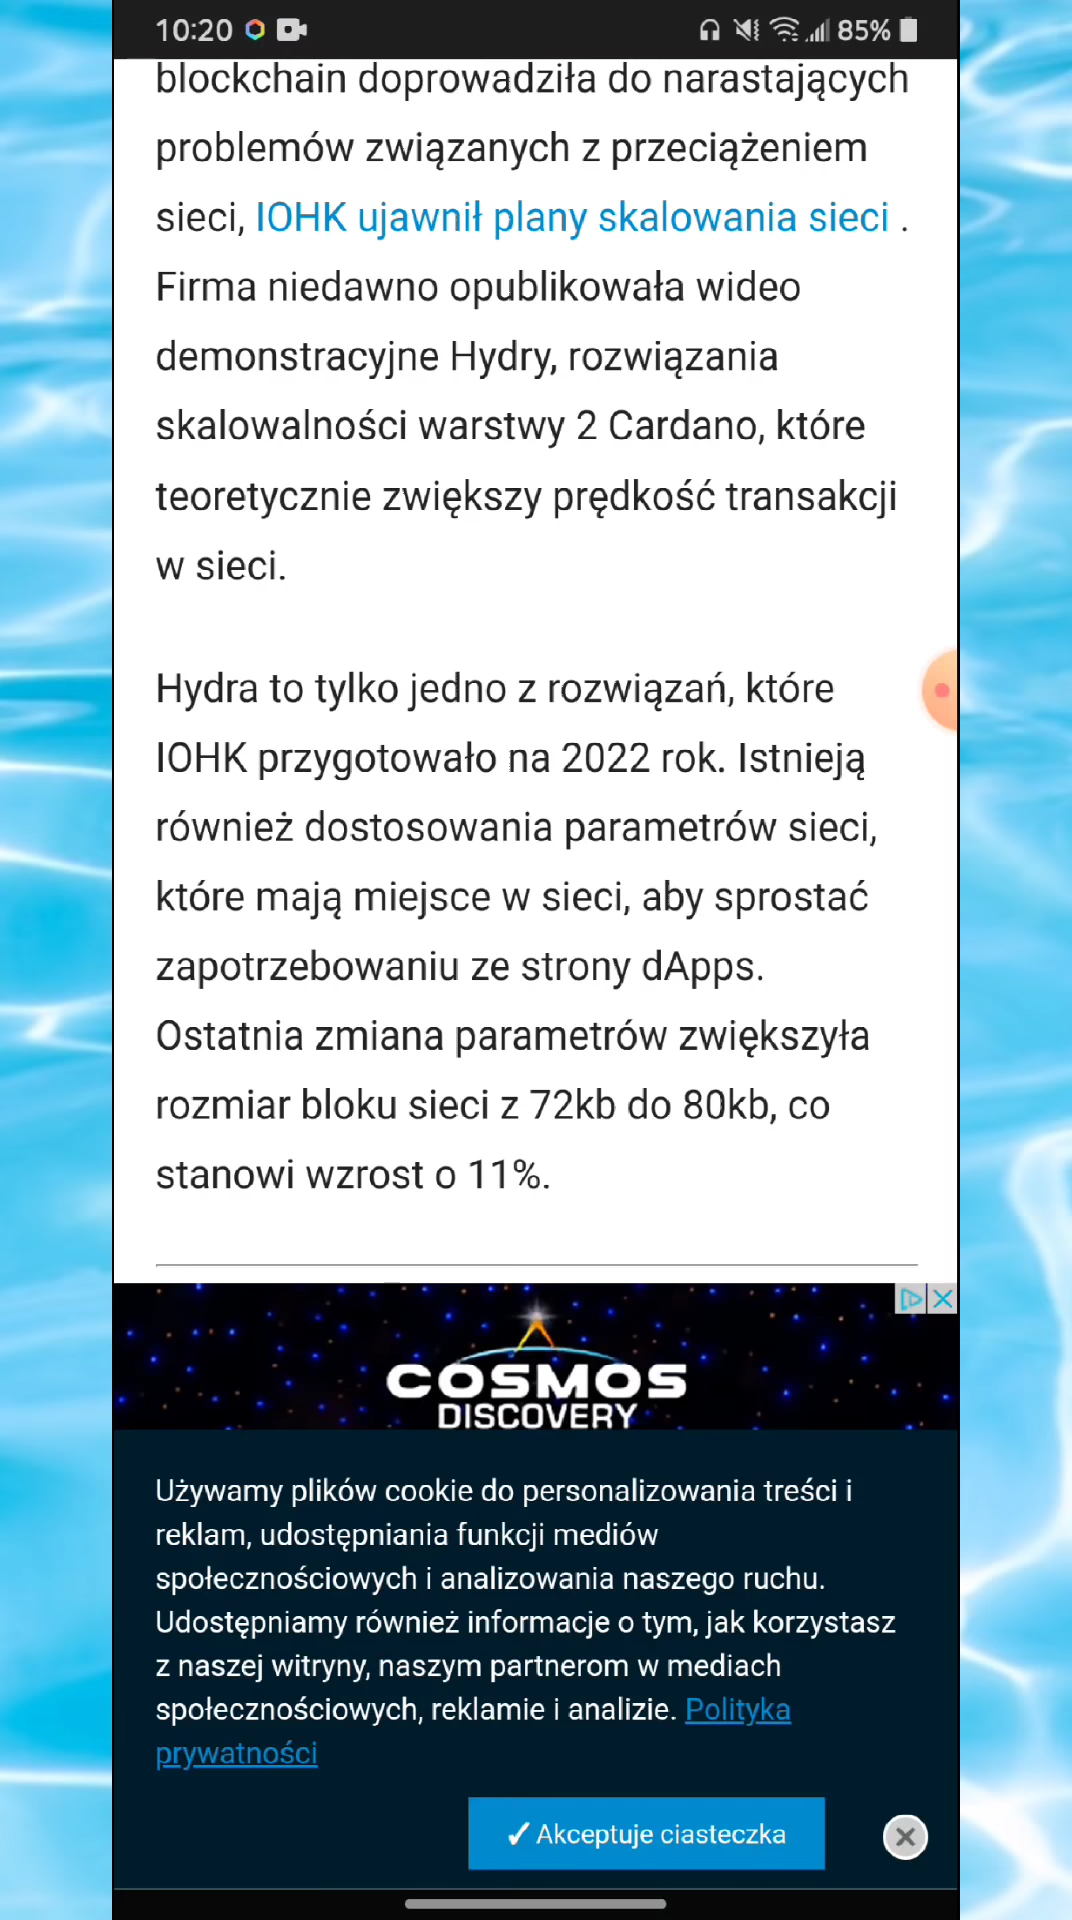 10:20 85%
blockchain doprowadziła do narastających
problemów związanych z przeciążeniem
sieci, IOHK ujawnił plany skalowania sieci .
Firma niedawno opublikowała wideo
demonstracyjne Hydry, rozwiązania
skalowalności warstwy 2 Cardano, które
teoretycznie zwiększy prędkość transakcji
w sieci.
Hydra to tylko jedno z rozwiązań, które
IOHK przygotowało na 2022 rok. Istnieją
również dostosowania parametrów sieci,
które mają miejsce w sieci, aby sprostać
zapotrzebowaniu ze strony dApps.
Ostatnia zmiana parametrów zwiększyła
rozmiar bloku sieci z 72kb do 80kb, co
stanowi wzrost o 11%.
COSMOS
DISCOVERY
Używamy plików cookie do personalizowania treści i
reklam, udostępniania funkcji mediów
społecznościowych i analizowania naszego ruchu.
Udostępniamy również informacje o tym, jak korzystasz
z naszej witryny, naszym partnerom w mediach
społecznościowych, reklamie i analizie. Polityka
prywatności
✓ Akceptuje ciasteczka